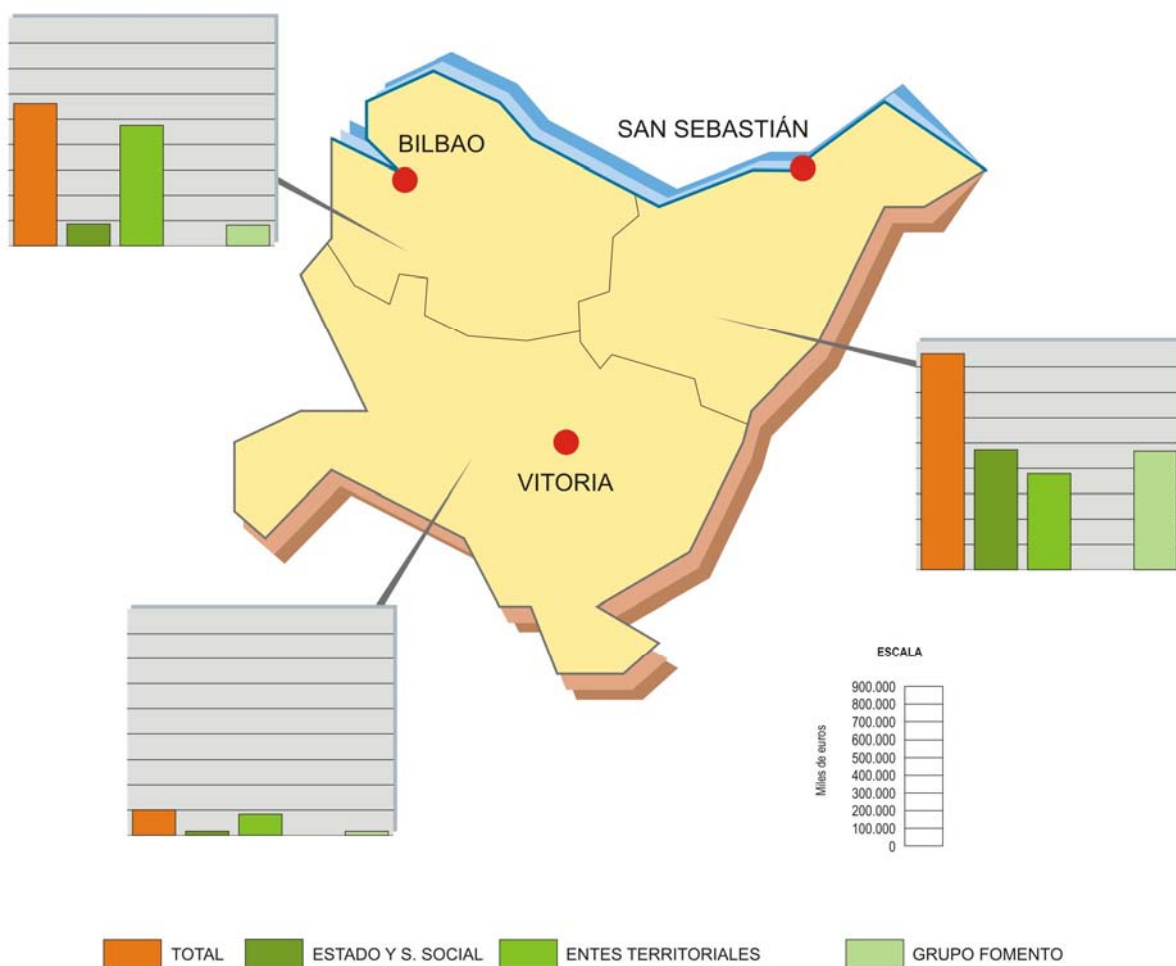 BILBAO
SAN SEBASTIÁN
VITORIA
ESCALA
Miles de euros
900.000
800.000
700.000
600.000
500.000
400.000
300.000
200.000
100.000
0
TOTAL
ESTADO Y S. SOCIAL
ENTES TERRITORIALES
GRUPO FOMENTO